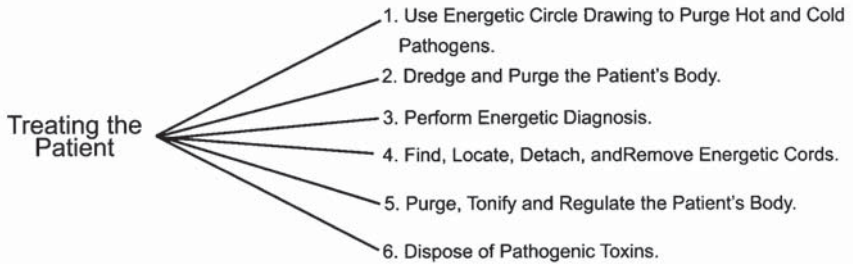 1. Use Energetic Circle Drawing to Purge Hot and Cold
Pathogens.
2. Dredge and Purge the Patient's Body.
3. Perform Energetic Diagnosis.
Treating the
Patient
4. Find, Locate, Detach, andRemove Energetic Cords.
5. Purge, Tonify and Regulate the Patient's Body.
6. Dispose of Pathogenic Toxins.